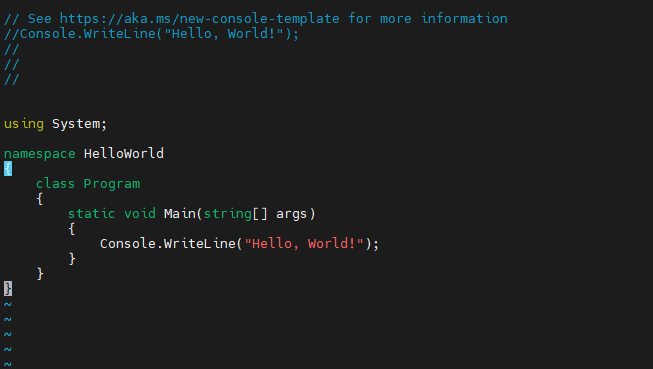 // See https://aka.ms/new-console-template for more information
//Console.WriteLine("Hello, World!");
//
//
//
using System;
namespace HelloWorld
{
    class Program
    {
        static void Main(string[] args)
        {
            Console.WriteLine("Hello, World!");
        }
    }
}
~
~
~
~
~